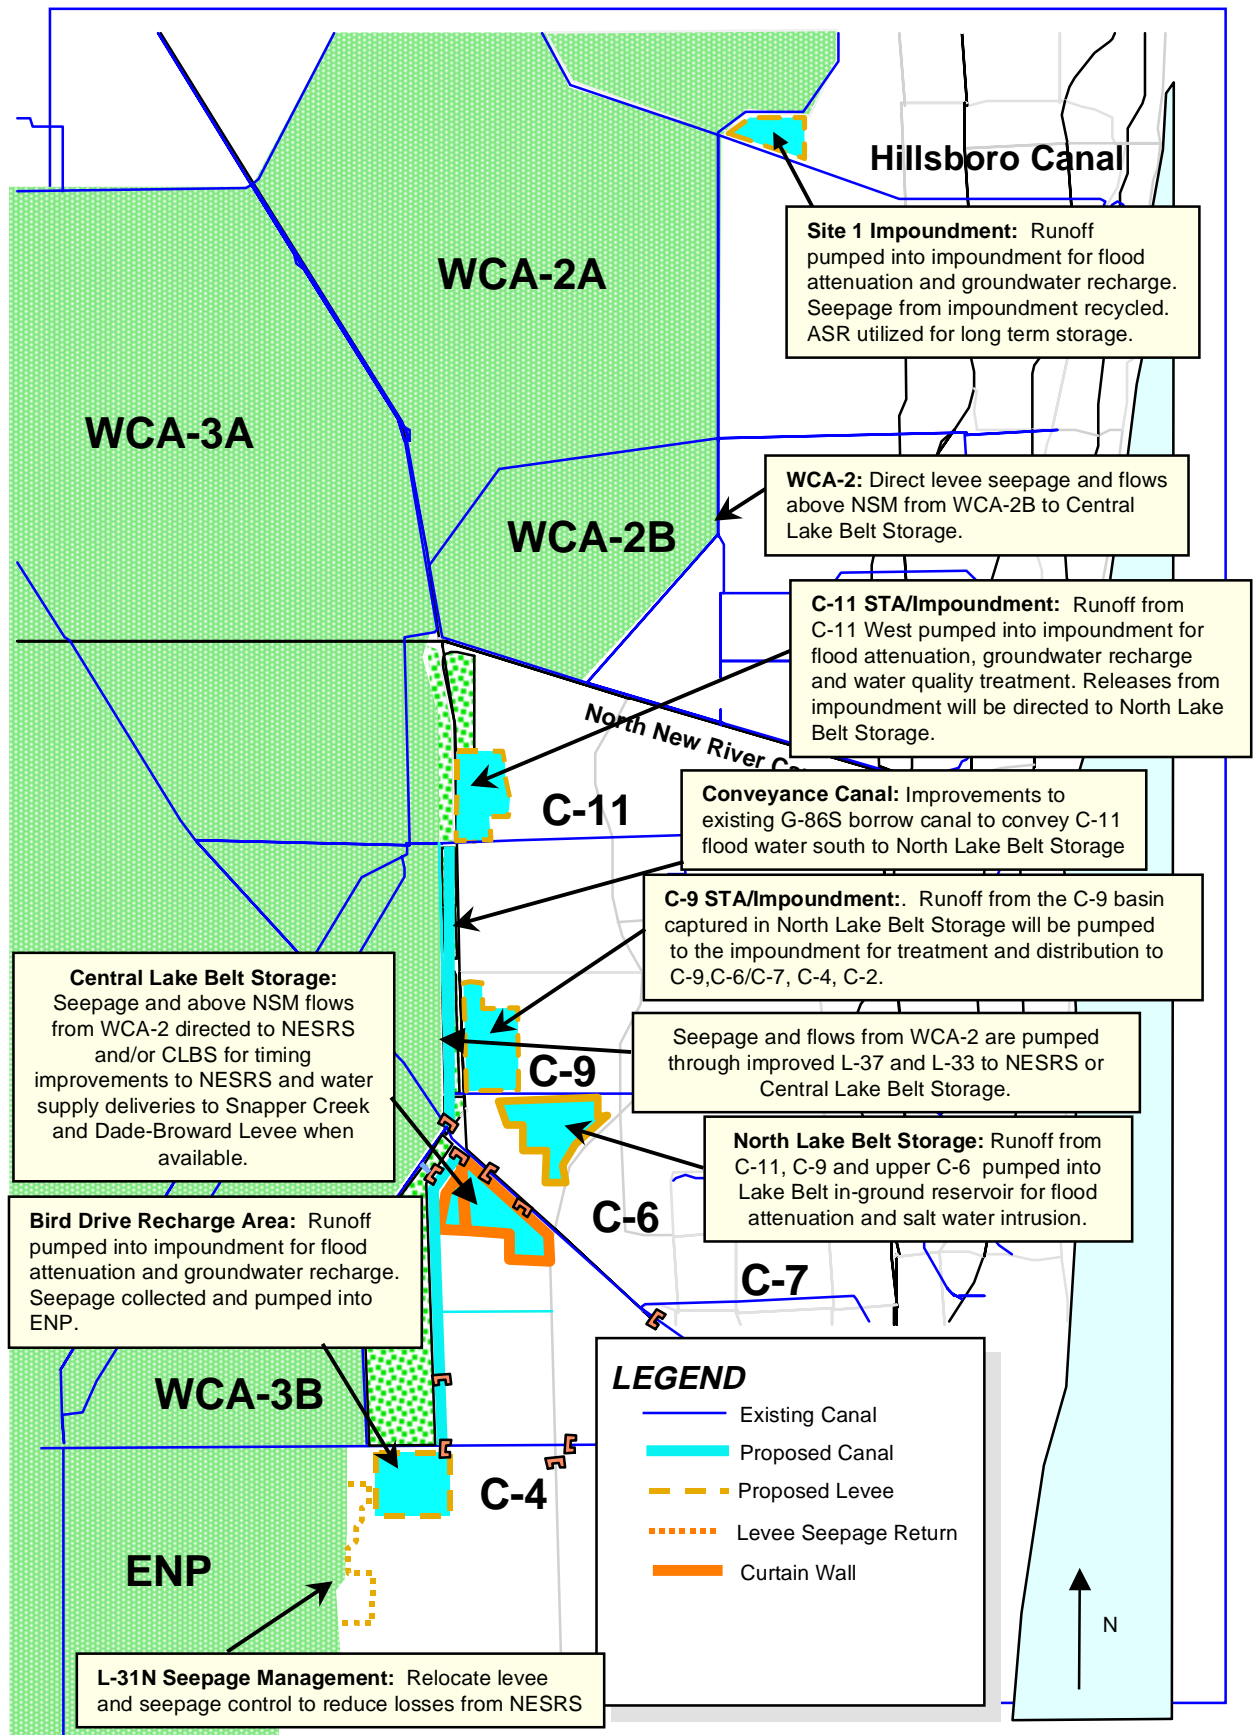 Hillsboro Canal
Site 1 Impoundment: Runoff
pumped into impoundment for flood
attenuation and groundwater recharge.
Seepage from impoundment recycled.
ASR utilized for long term storage.
WCA-2A
WCA-3A
WCA-2: Direct levee seepage and flows
above NSM from WCA-2B to Central
Lake Belt Storage.
WCA-2B
C-11 STA/Impoundment: Runoff from
C-11 West pumped into impoundment for
flood attenuation, groundwater recharge
and water quality treatment. Releases from
impoundment will be directed to North Lake
Belt Storage.
North New River
C-11
Conveyance Canal: Improvements to
existing G-86S borrow canal to convey C-11
flood water south to North Lake Belt Storage
C-9 STA/Impoundment:. Runoff from the C-9 basin
captured in North Lake Belt Storage will be pumped
to the impoundment for treatment and distribution to
C-9,C-6/C-7, C-4, C-2.
Central Lake Belt Storage:
Seepage and above NSM flows
from WCA-2 directed to NESRS
and/or CLBS for timing
improvements to NESRS and water
supply deliveries to Snapper Creek
and Dade-Broward Levee when
available.
Seepage and flows from WCA-2 are pumped
through improved L-37 and L-33 to NESRS or
Central Lake Belt Storage.
C-9
North Lake Belt Storage: Runoff from
C-11, C-9 and upper C-6 pumped into
Lake Belt in-ground reservoir for flood
attenuation and salt water intrusion.
C-6
Bird Drive Recharge Area: Runoff
pumped into impoundment for flood
attenuation and groundwater recharge.
Seepage collected and pumped into
ENP.
C-7
WCA-3B
LEGEND
Existing Canal
Proposed Canal
Proposed Levee
Levee Seepage Return
Curtain Wall
C-4
ENP
N
L-31N Seepage Management: Relocate levee
and seepage control to reduce losses from NESRS